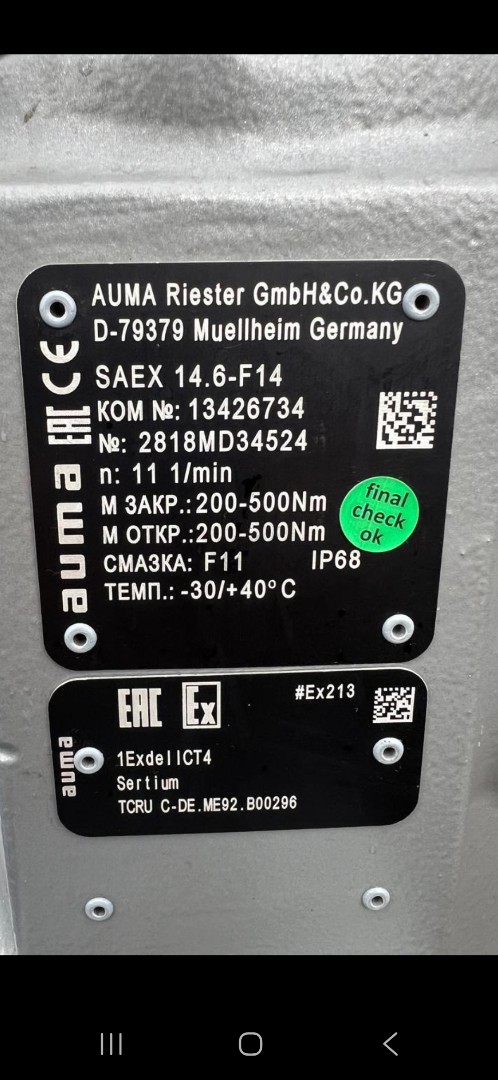 AUMA Riester GmbH&Co.KG
D-79379 Muellheim Germany
CE
EAC
auma
SAEX 14.6-F14
КОМ №: 13426734
№: 2818MD34524
n: 11 1/min
М ЗАКР.: 200-500Nm
М ОТКР.: 200-500Nm
СМАЗКА: F11 IP68
ТЕМП.: -30/+40°C
final
check
ok
EAC Ex #Ex213
auma
1ExdeIICT4
Sertium
TCRU C-DE.ME92.B00296